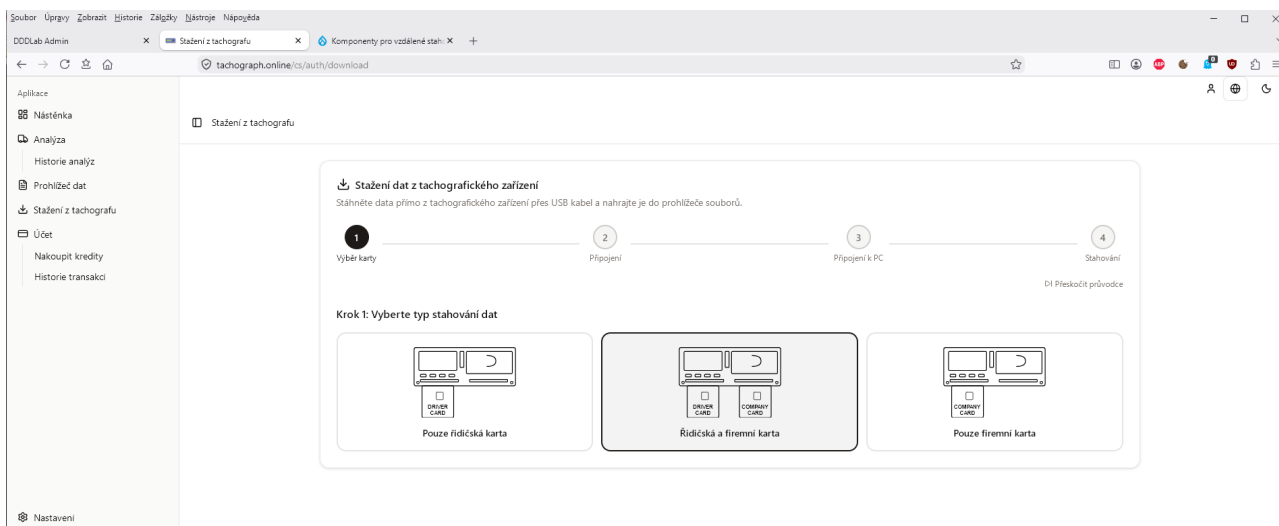 Soubor Úpravy Zobrazit Historie Záložky Nástroje Nápověda
DDDLab Admin
Stažení z tachografu
Komponenty pro vzdálené staho
tachograph.online/cs/auth/download
Aplikace
Nástěnka
Analýza
Historie analýz
Prohlížeč dat
Stažení z tachografu
Účet
Nakoupit kredity
Historie transakcí
Nastavení
Stažení z tachografu
Stažení dat z tachografického zařízení
Stáhněte data přímo z tachografického zařízení přes USB kabel a nahrajte je do prohlížeče souborů.
1 2 3 4
Výběr karty Připojení Připojení k PC Stahování
Přeskočit průvodce
Krok 1: Vyberte typ stahování dat
DRIVER CARD
Pouze řidičská karta
DRIVER CARD
COMPANY CARD
Řidičská a firemní karta
COMPANY CARD
Pouze firemní karta